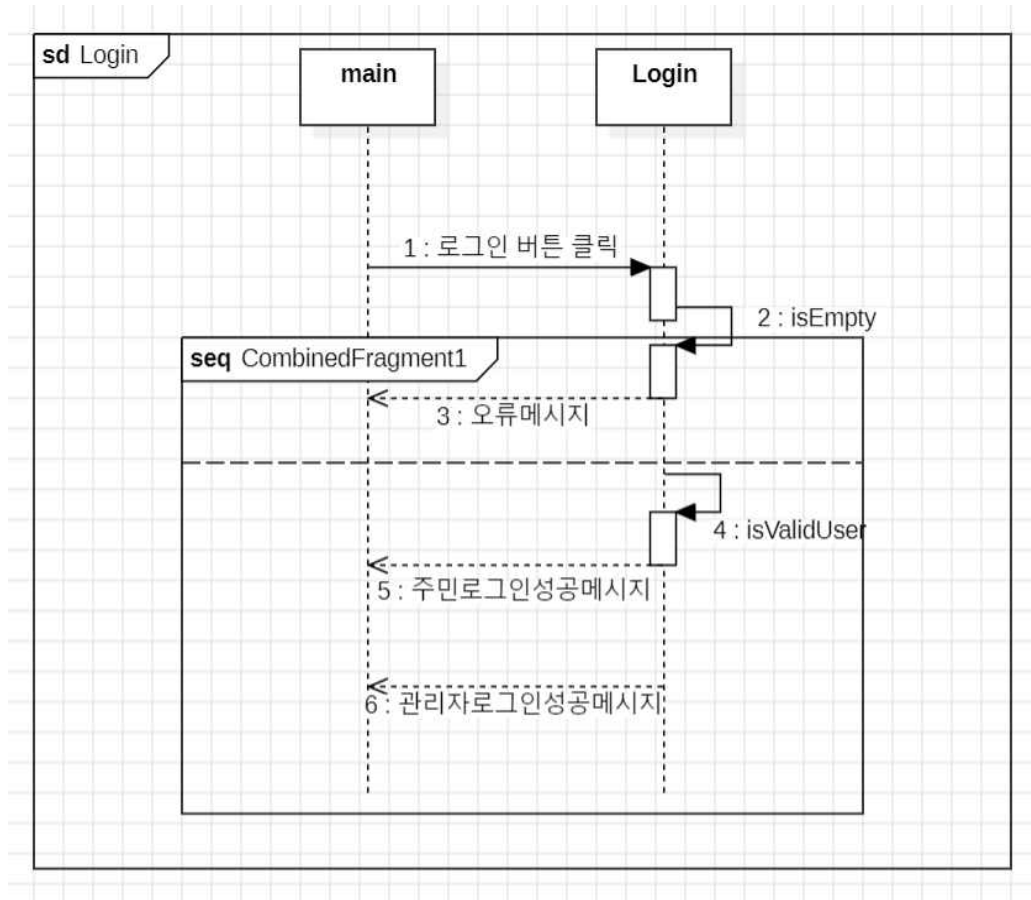 sd Login
main
Login
1 : 로그인 버튼 클릭
2 : isEmpty
seq CombinedFragment1
3 : 오류메시지
4 : isValidUser
5 : 주민로그인성공메시지
6 : 관리자로그인성공메시지